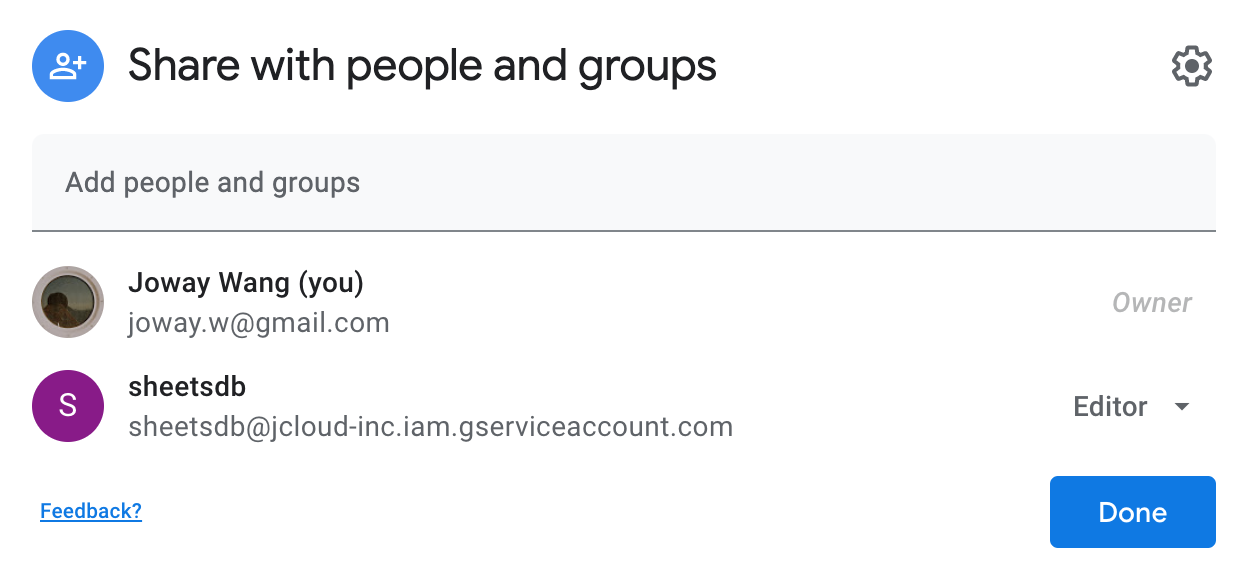 Share with people and groups
Add people and groups
Joway Wang (you)
joway.w@gmail.com
Owner
S
sheetsdb
sheetsdb@jcloud-inc.iam.gserviceaccount.com
Editor
Feedback?
Done